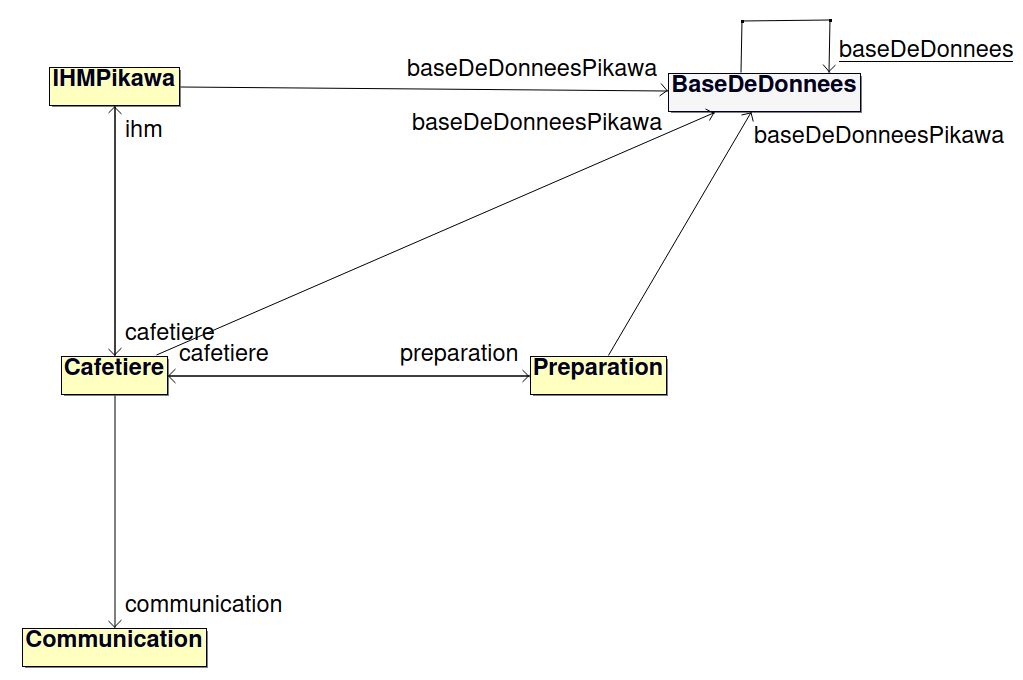 baseDeDonnees
baseDeDonneesPikawa
IHMPikawa
BaseDeDonnees
ihm
baseDeDonneesPikawa
baseDeDonneesPikawa
cafetiere
cafetiere
preparation
Cafetiere
Preparation
communication
Communication